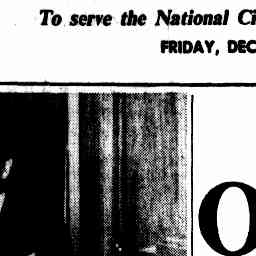 To serve the National Ci
FRIDAY, DEC
O